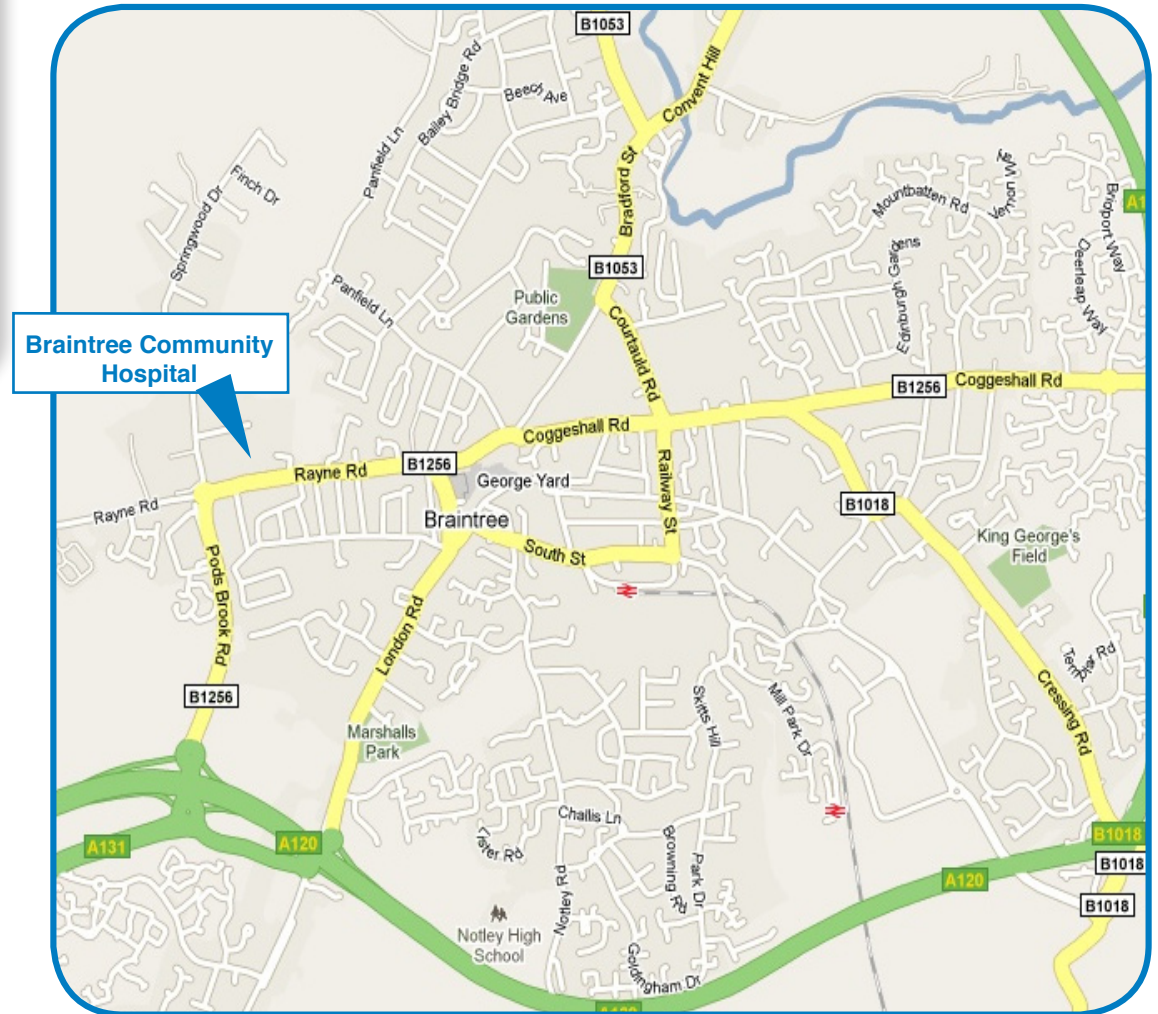 B1053
Convent Hill
Bailey Bridge Rd
Beecs Ave
Panfield Ln
Bradford St
Finch Dr
Springwood Dr
Mountbatten Rd
Vernon Way
Bridport Way
A1
Deerleap Way
Edinburgh Gardens
B1053
Public
Gardens
Panfield Ln
Courtauld Rd
Braintree Community
Hospital
B1256
Coggeshall Rd
Coggeshall Rd
B1256
Rayne Rd
George Yard
Railway St
Rayne Rd
B1018
Braintree
South St
King George's
Field
Pods Brook Rd
London Rd
B1256
Marshalls
Park
Skitts Hill
Mill Park Dr
Cressing Rd
Challis Ln
A131
A120
Browning Rd
Park Dr
B1018
B1018
A120
B1018
Notley Rd
Notley High
School
Goldingham Dr
A120